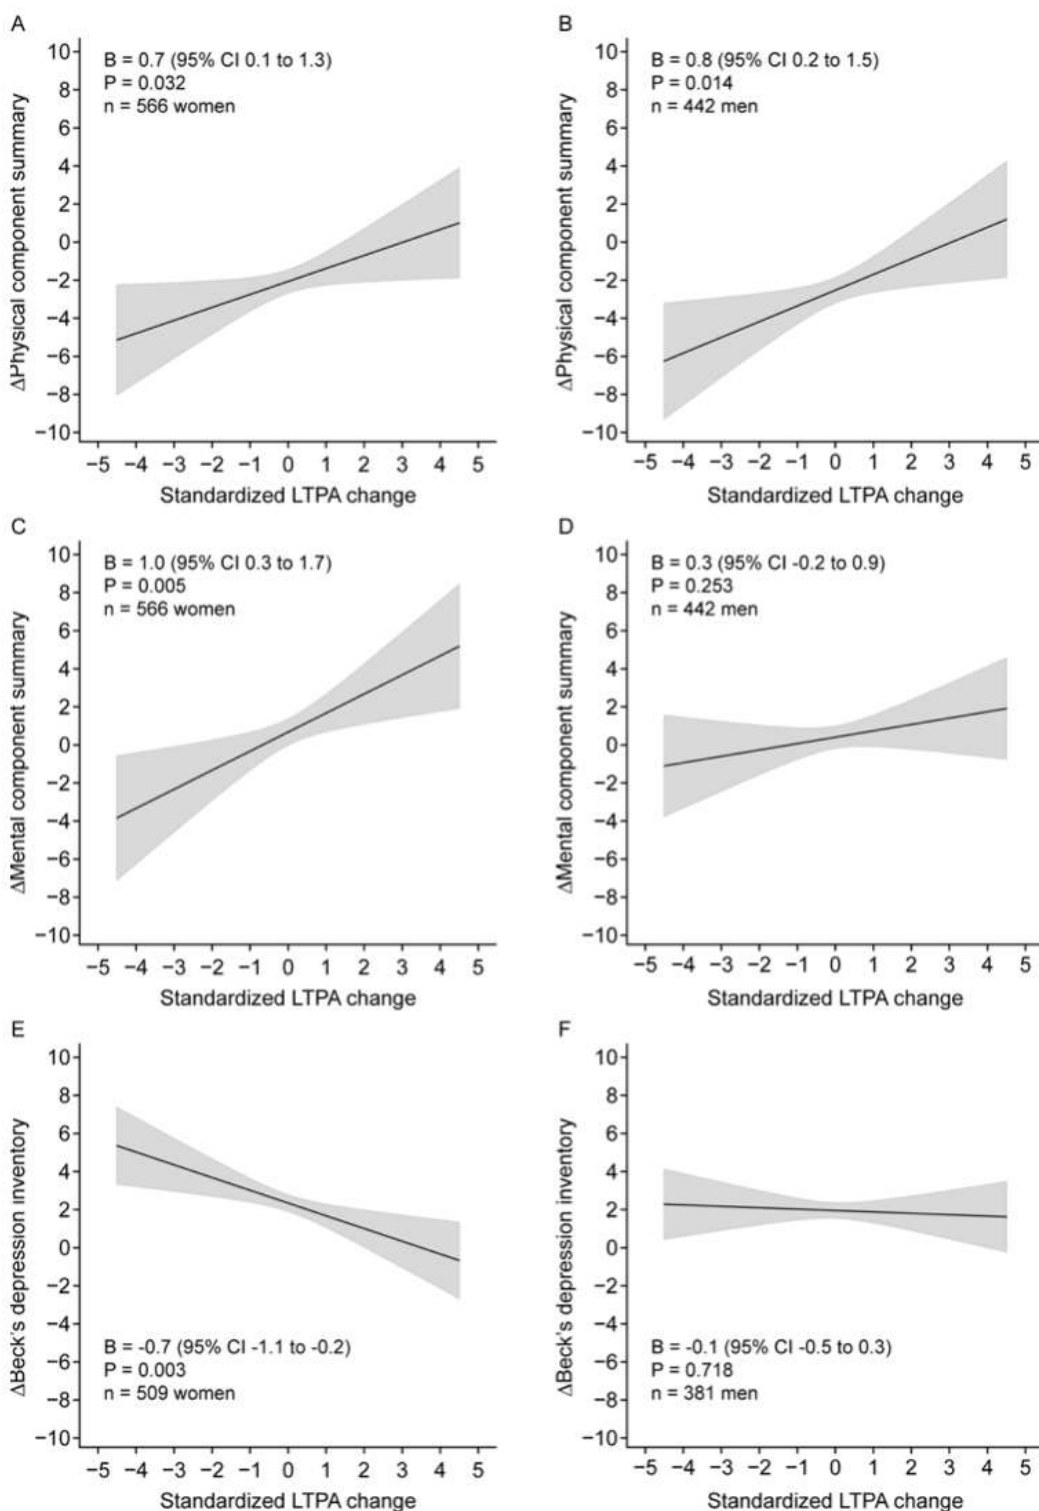 A
B = 0.7 (95% CI 0.1 to 1.3)
P = 0.032
n = 566 women
ΔPhysical component summary
10
8
6
4
2
0
−2
−4
−6
−8
−10
−5 −4 −3 −2 −1 0 1 2 3 4 5
Standardized LTPA change
B
B = 0.8 (95% CI 0.2 to 1.5)
P = 0.014
n = 442 men
ΔPhysical component summary
10
8
6
4
2
0
−2
−4
−6
−8
−10
−5 −4 −3 −2 −1 0 1 2 3 4 5
Standardized LTPA change
C
B = 1.0 (95% CI 0.3 to 1.7)
P = 0.005
n = 566 women
ΔMental component summary
10
8
6
4
2
0
−2
−4
−6
−8
−10
−5 −4 −3 −2 −1 0 1 2 3 4 5
Standardized LTPA change
D
B = 0.3 (95% CI -0.2 to 0.9)
P = 0.253
n = 442 men
ΔMental component summary
10
8
6
4
2
0
−2
−4
−6
−8
−10
−5 −4 −3 −2 −1 0 1 2 3 4 5
Standardized LTPA change
E
ΔBeck's depression inventory
10
8
6
4
2
0
−2
−4
−6
−8
−10
B = -0.7 (95% CI -1.1 to -0.2)
P = 0.003
n = 509 women
−5 −4 −3 −2 −1 0 1 2 3 4 5
Standardized LTPA change
F
ΔBeck's depression inventory
10
8
6
4
2
0
−2
−4
−6
−8
−10
B = -0.1 (95% CI -0.5 to 0.3)
P = 0.718
n = 381 men
−5 −4 −3 −2 −1 0 1 2 3 4 5
Standardized LTPA change